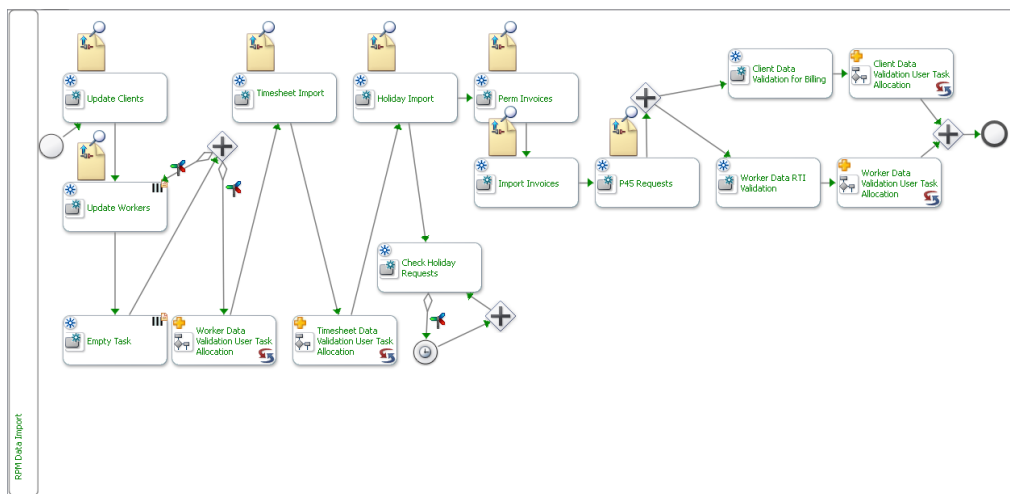 Update Clients
Timesheet Import
Holiday Import
Perm Invoices
Client Data
Validation for Billing
Client Data
Validation User Task
Allocation
Update Workers
Import Invoices
P45 Requests
Worker Data RTI
Validation
Worker Data
Validation User Task
Allocation
Check Holiday
Requests
Empty Task
Worker Data
Validation User Task
Allocation
Timesheet Data
Validation User Task
Allocation
RPM Data Import